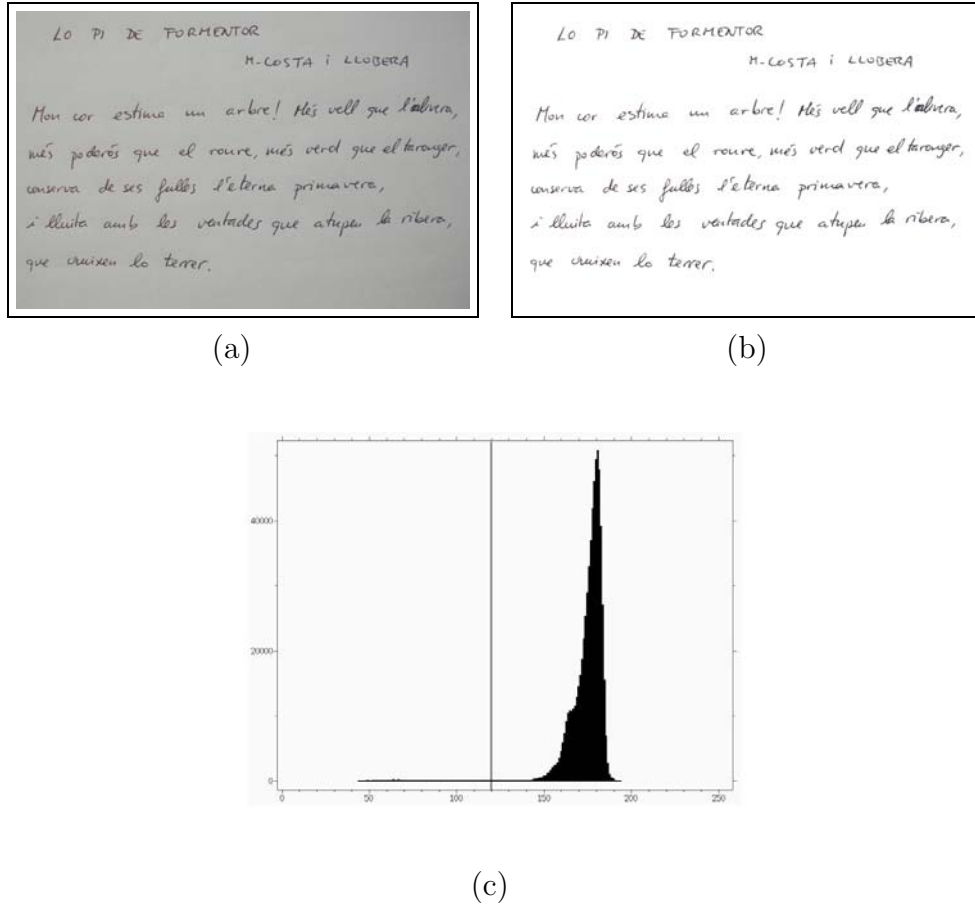 LO PI DE FORMENTOR
M. COSTA i LLOBERA
Mon cor estima un arbre! Més vell que l'olivera,
més poderós que el roure, més verd que el taronger,
conserva de ses fulles l'eterna primavera,
i lluita amb les ventades que atupen la ribera,
que cruixen lo terrer.
(a)
LO PI DE FORMENTOR
M. COSTA i LLOBERA
Mon cor estima un arbre! Més vell que l'olivera,
més poderós que el roure, més verd que el taronger,
conserva de ses fulles l'eterna primavera,
i lluita amb les ventades que atupen la ribera,
que cruixen lo terrer.
(b)
40000
20000
0
0 50 100 150 200 250
(c)